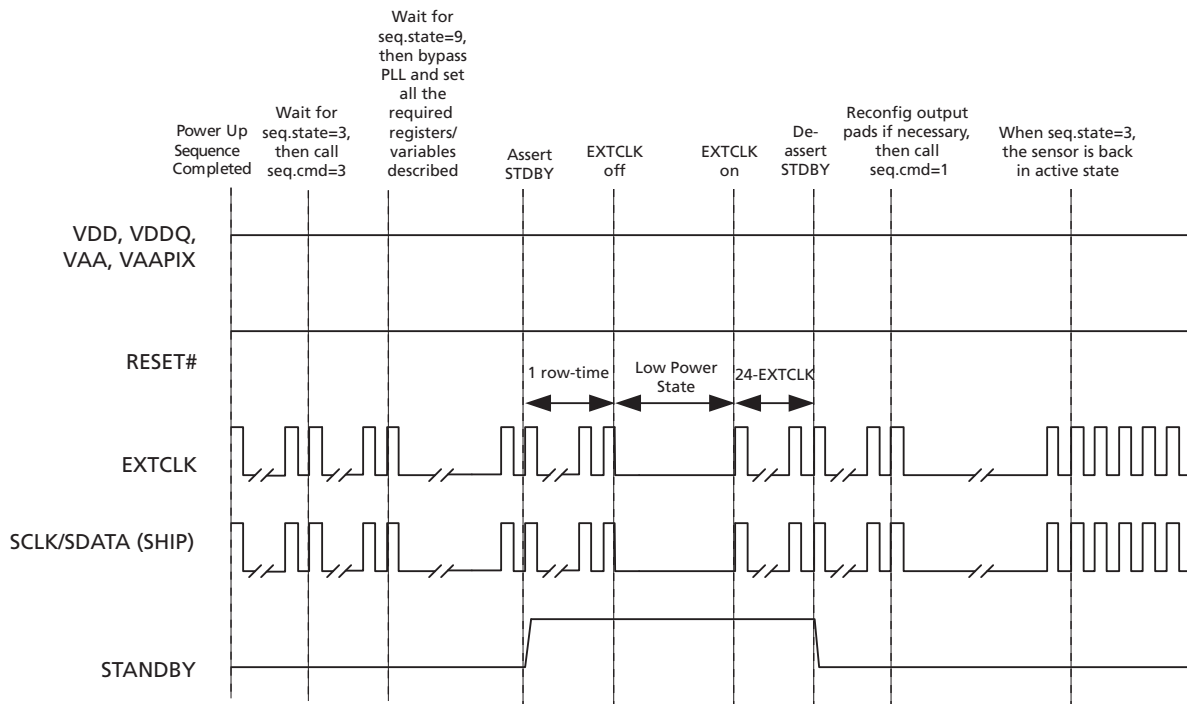 Power Up
Sequence
Completed
Wait for
seq.state=3,
then call
seq.cmd=3
Wait for
seq.state=9,
then bypass
PLL and set
all the
required
registers/
variables
described
Assert
STDBY
EXTCLK
off
EXTCLK
on
De-
assert
STDBY
Reconfig output
pads if necessary,
then call
seq.cmd=1
When seq.state=3,
the sensor is back
in active state
VDD, VDDQ,
VAA, VAAPIX
RESET#
1 row-time
Low Power
State
24-EXTCLK
EXTCLK
SCLK/SDATA (SHIP)
STANDBY